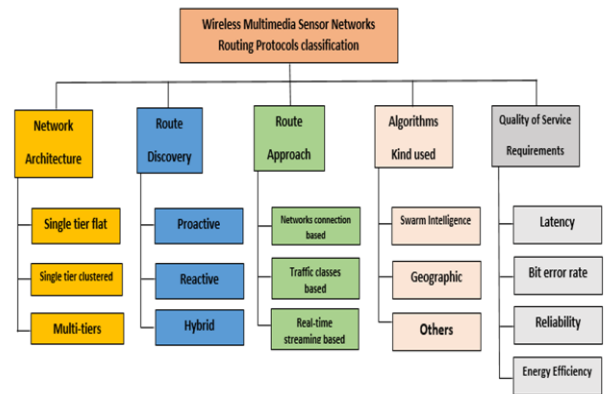 Wireless Multimedia Sensor Networks
Routing Protocols classification
Network
Architecture
Single tier flat
Single tier clustered
Multi-tiers
Route
Discovery
Proactive
Reactive
Hybrid
Route
Approach
Networks connection
based
Traffic classes
based
Real-time
streaming based
Algorithms
Kind used
Swarm Intelligence
Geographic
Others
Quality of Service
Requirements
Latency
Bit error rate
Reliability
Energy Efficiency